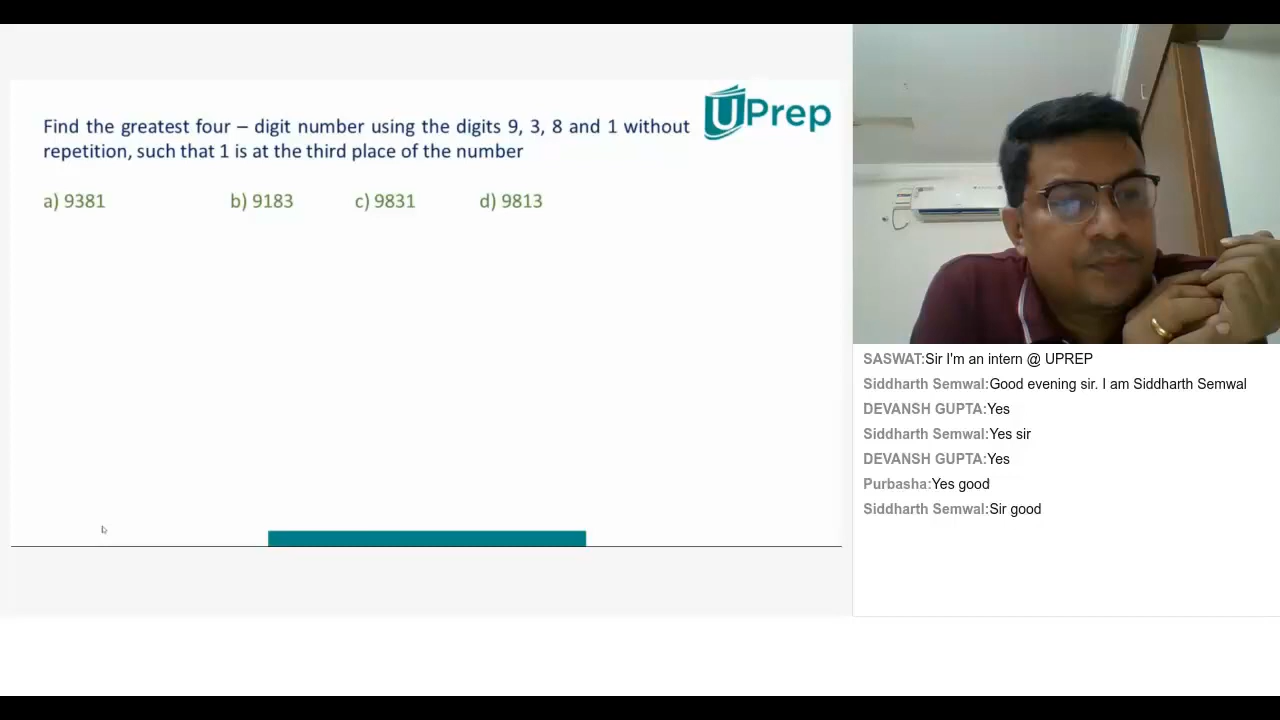 UPrep
Find the greatest four – digit number using the digits 9, 3, 8 and 1 without
repetition, such that 1 is at the third place of the number
a) 9381 b) 9183 c) 9831 d) 9813
SASWAT:Sir I'm an intern @ UPREP
Siddharth Semwal:Good evening sir. I am Siddharth Semwal
DEVANSH GUPTA:Yes
Siddharth Semwal:Yes sir
DEVANSH GUPTA:Yes
Purbasha:Yes good
Siddharth Semwal:Sir good